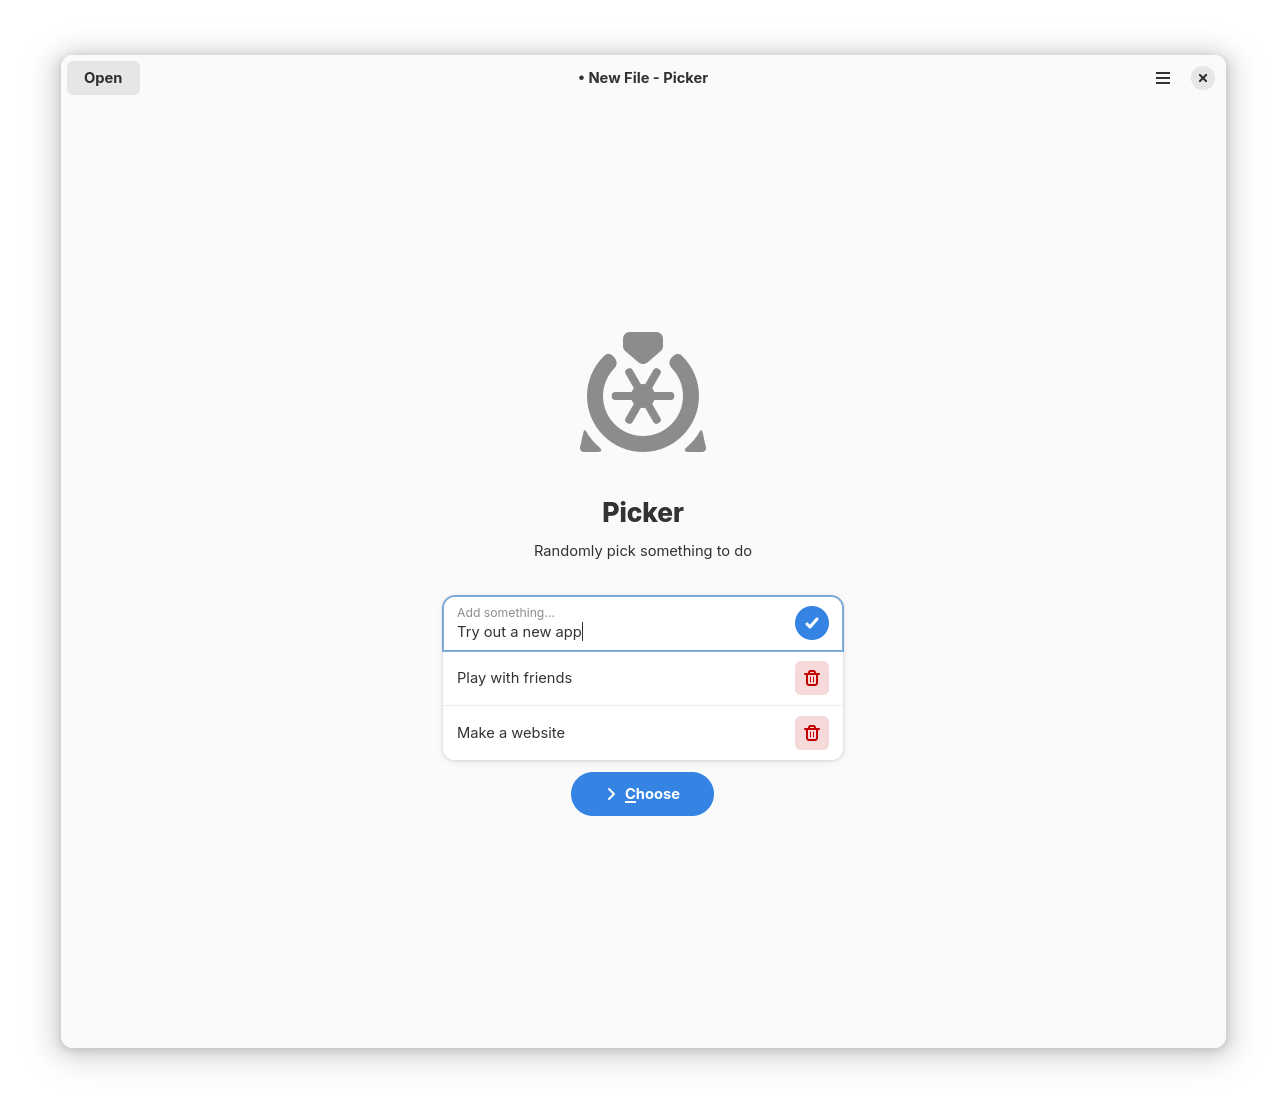 Open
• New File - Picker
Picker
Randomly pick something to do
Add something...
Try out a new app
Play with friends
Make a website
Choose